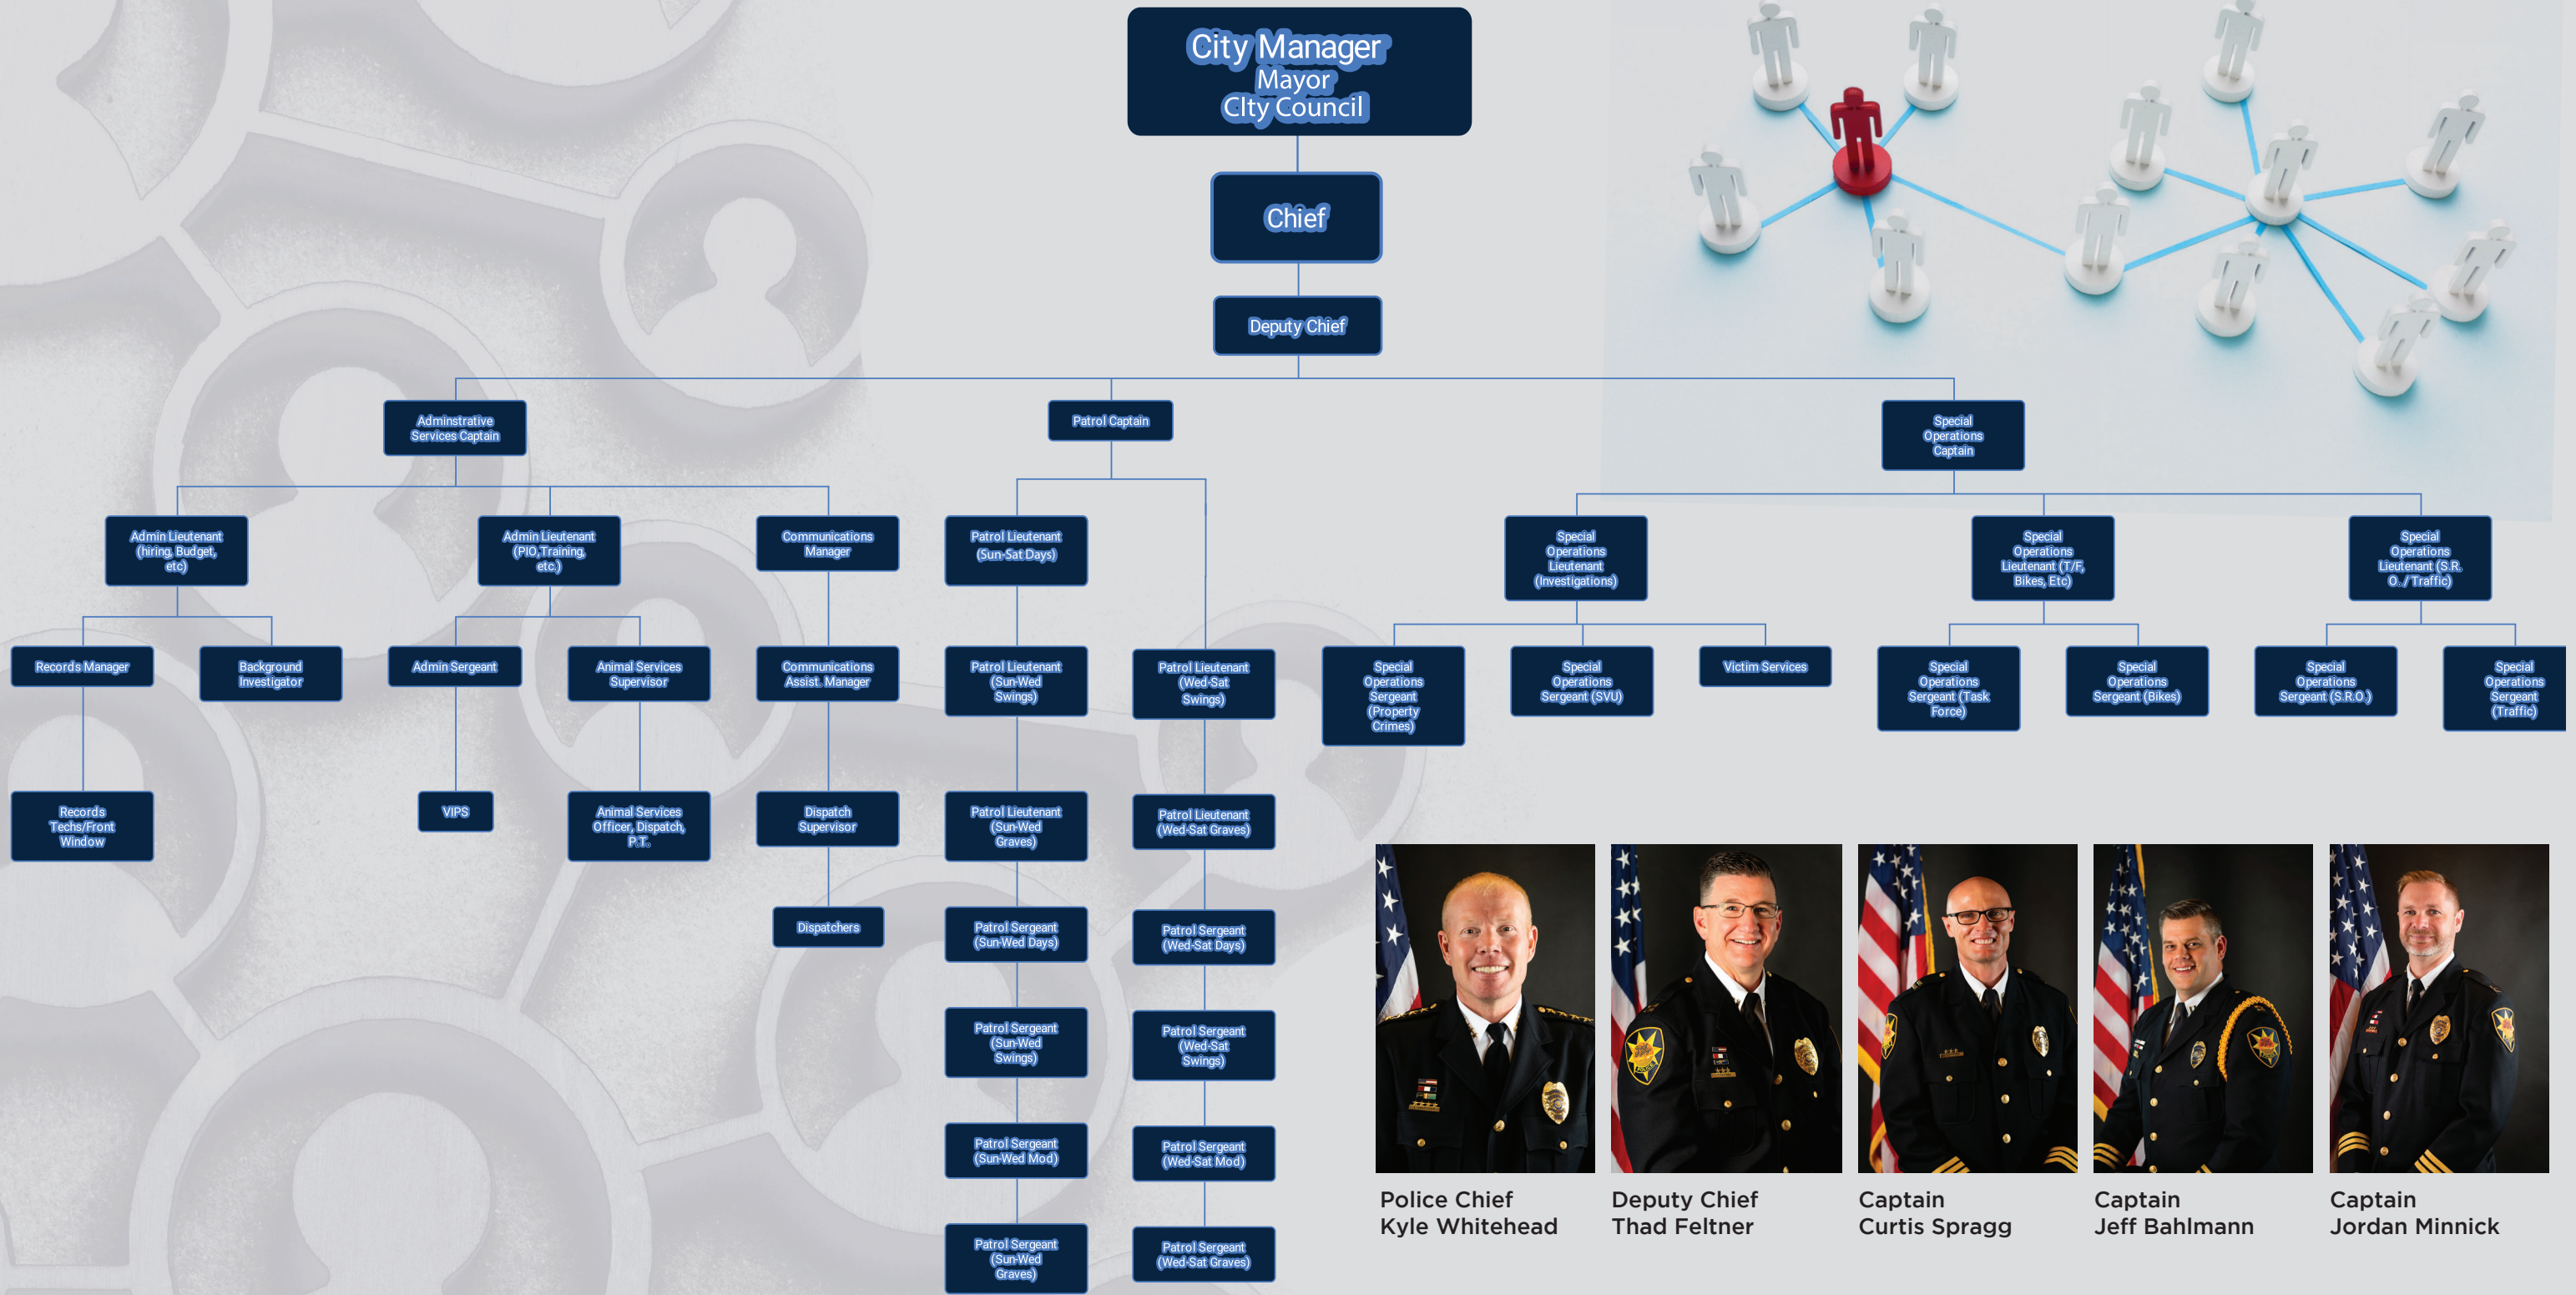 City Manager
Mayor
CIty Council
Chief
Deputy Chief
Adminstrative
Services Captain
Patrol Captain
Special
Operations
Captain
Admin Lieutenant
(hiring, Budget,
etc)
Admin Lieutenant
(PIO,Training,
etc.)
Communications
Manager
Patrol Lieutenant
(Sun-Sat Days)
Special
Operations
Lieutenant
(Investigations)
Special
Operations
Lieutenant (T/F,
Bikes, Etc)
Special
Operations
Lieutenant (S.R.
O../ Traffic)
Records Manager
Background
Investigator
Admin Sergeant
Animal Services
Supervisor
Communications
Assist. Manager
Patrol Lieutenant
(Sun-Wed
Swings)
Patrol Lieutenant
(Wed-Sat
Swings)
Special
Operations
Sergeant
(Property
Crimes)
Special
Operations
Sergeant (SVU)
Victim Services
Special
Operations
Sergeant (Task
Force)
Special
Operations
Sergeant (Bikes)
Special
Operations
Sergeant (S.R.O.)
Special
Operations
Sergeant
(Traffic)
Records
Techs/Front
Window
VIPS
Animal Services
Officer, Dispatch,
P.T.
Dispatch
Supervisor
Patrol Lieutenant
(Sun-Wed
Graves)
Patrol Lieutenant
(Wed-Sat Graves)
Dispatchers
Patrol Sergeant
(Sun-Wed Days)
Patrol Sergeant
(Wed-Sat Days)
Patrol Sergeant
(Sun-Wed
Swings)
Patrol Sergeant
(Wed-Sat
Swings)
Patrol Sergeant
(Sun-Wed Mod)
Patrol Sergeant
(Wed-Sat Mod)
Patrol Sergeant
(Sun-Wed
Graves)
Patrol Sergeant
(Wed-Sat Graves)
Police Chief
Kyle Whitehead
Deputy Chief
Thad Feltner
Captain
Curtis Spragg
Captain
Jeff Bahlmann
Captain
Jordan Minnick